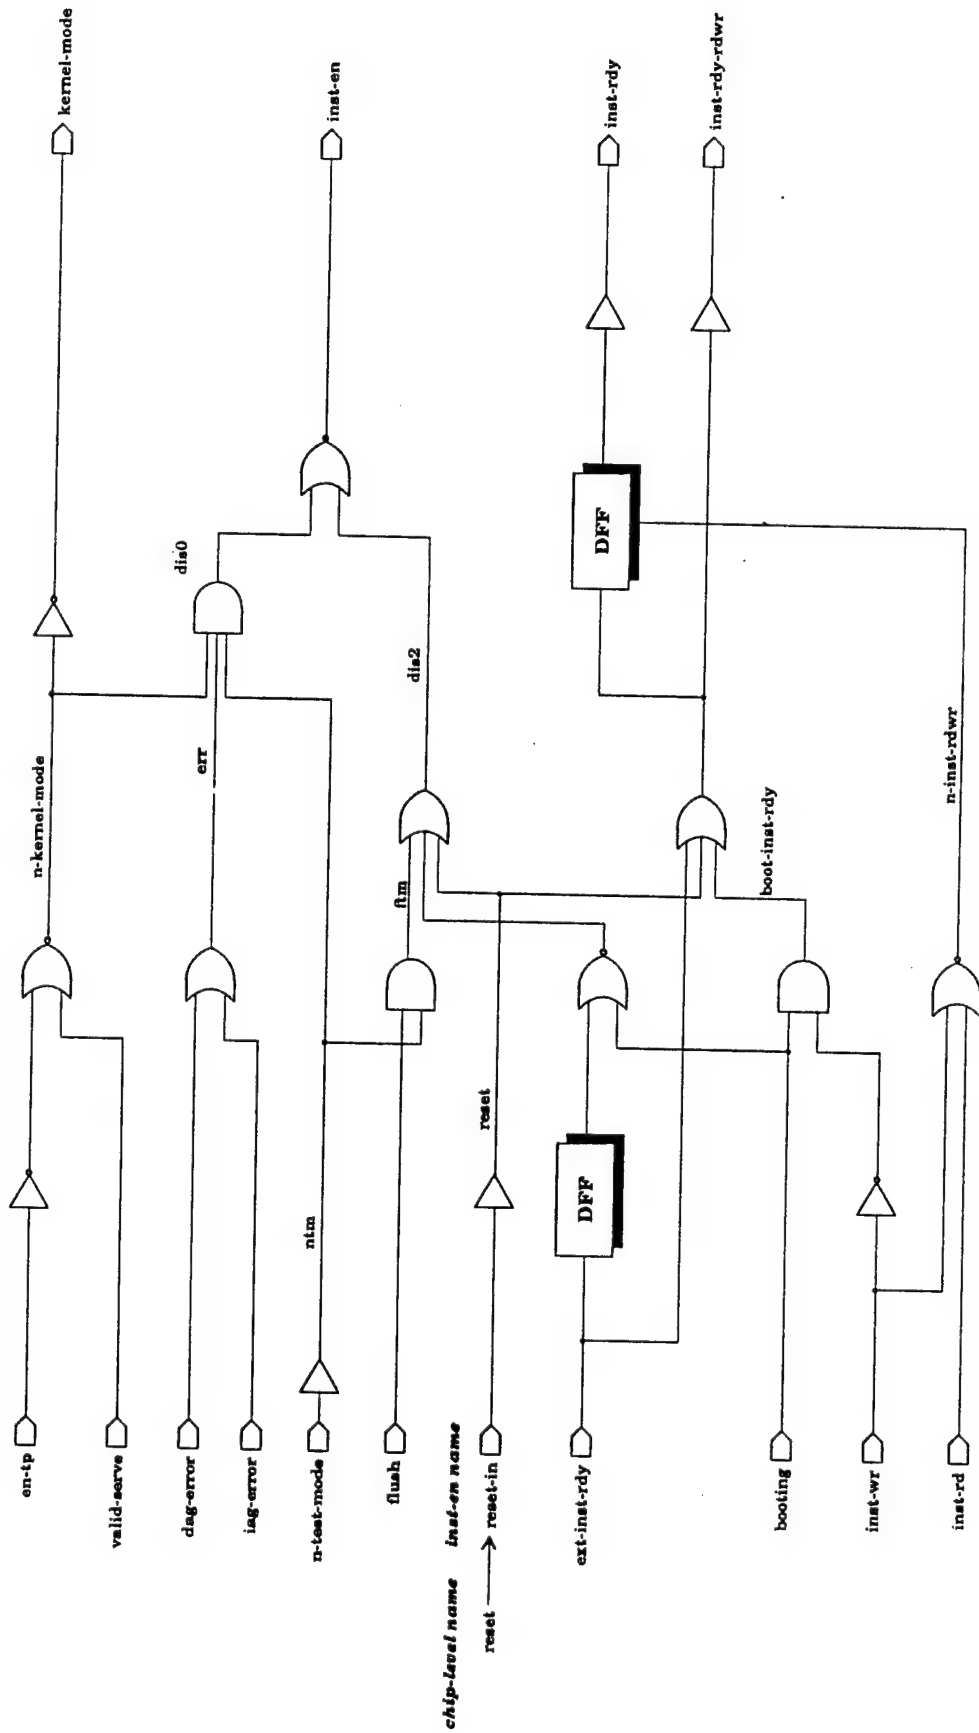 en-tp
valid-serve
dag-error
iag-error
n-test-mode
flush
chip-level name
inst-en name
reset
reset-in
ext-inst-rdy
booting
inst-wr
inst-rd
ntm
reset
DFF
n-kernel-mode
err
ftm
dis2
boot-inst-rdy
n-inst-rdwr
dis0
DFF
kernel-mode
inst-en
inst-rdy
inst-rdy-rdwr